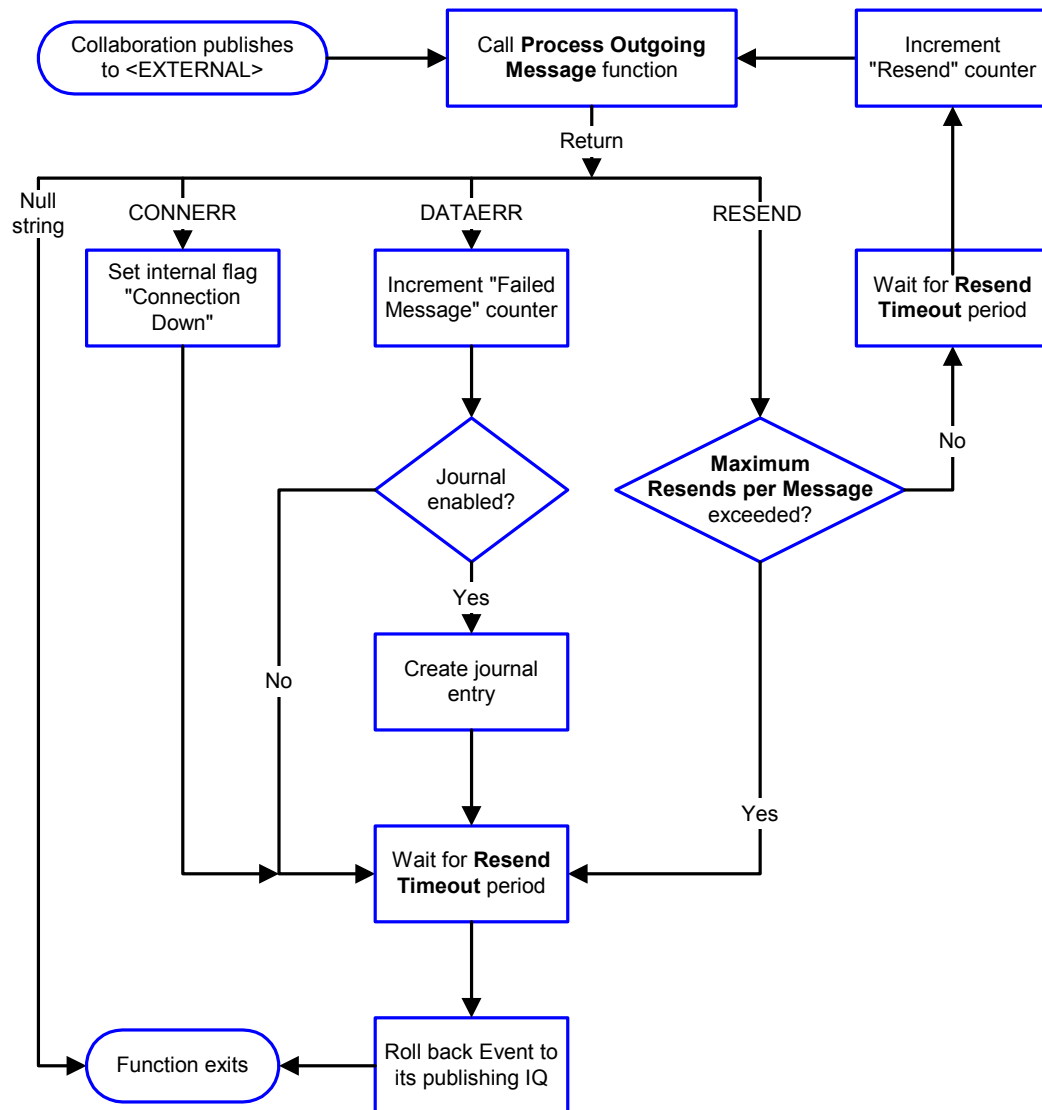 Collaboration publishes
to <EXTERNAL>
Call Process Outgoing
Message function
Increment
"Resend" counter
Return
Null
string
CONNERR
DATAERR
RESEND
Set internal flag
"Connection
Down"
Increment "Failed
Message" counter
Wait for Resend
Timeout period
No
Journal
enabled?
Maximum
Resends per Message
exceeded?
Yes
No
Create journal
entry
Yes
Wait for Resend
Timeout period
Function exits
Roll back Event to
its publishing IQ